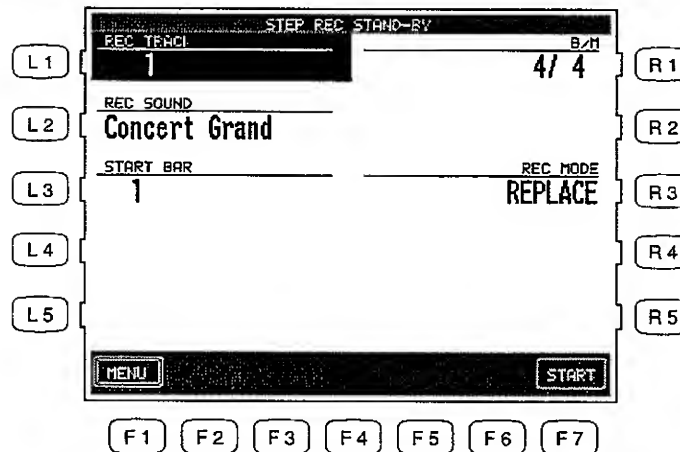 STEP REC STAND-BY
REC TRACK
B/M
L1
1
4/ 4
R1
REC SOUND
L2
Concert Grand
R2
START BAR
REC MODE
L3
1
REPLACE
R3
L4
R4
L5
R5
MENU
START
F1 F2 F3 F4 F5 F6 F7